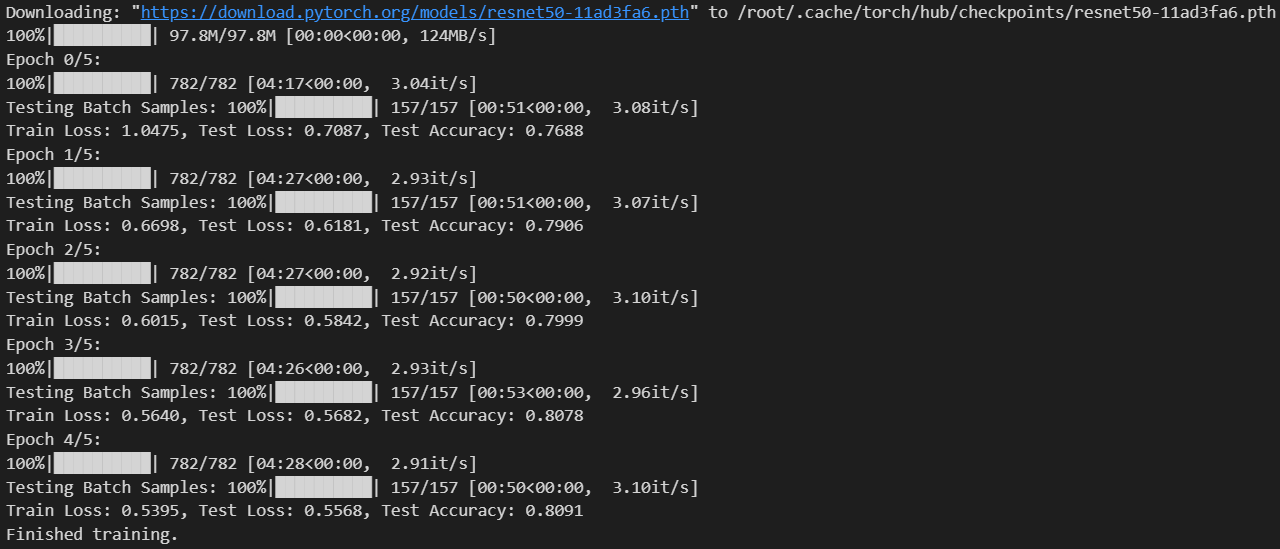 Downloading: "https://download.pytorch.org/models/resnet50-11ad3fa6.pth" to /root/.cache/torch/hub/checkpoints/resnet50-11ad3fa6.pth
100%|██████████| 97.8M/97.8M [00:00<00:00, 124MB/s]
Epoch 0/5:
100%|██████████| 782/782 [04:17<00:00,  3.04it/s]
Testing Batch Samples: 100%|██████████| 157/157 [00:51<00:00,  3.08it/s]
Train Loss: 1.0475, Test Loss: 0.7087, Test Accuracy: 0.7688
Epoch 1/5:
100%|██████████| 782/782 [04:27<00:00,  2.93it/s]
Testing Batch Samples: 100%|██████████| 157/157 [00:51<00:00,  3.07it/s]
Train Loss: 0.6698, Test Loss: 0.6181, Test Accuracy: 0.7906
Epoch 2/5:
100%|██████████| 782/782 [04:27<00:00,  2.92it/s]
Testing Batch Samples: 100%|██████████| 157/157 [00:50<00:00,  3.10it/s]
Train Loss: 0.6015, Test Loss: 0.5842, Test Accuracy: 0.7999
Epoch 3/5:
100%|██████████| 782/782 [04:26<00:00,  2.93it/s]
Testing Batch Samples: 100%|██████████| 157/157 [00:53<00:00,  2.96it/s]
Train Loss: 0.5640, Test Loss: 0.5682, Test Accuracy: 0.8078
Epoch 4/5:
100%|██████████| 782/782 [04:28<00:00,  2.91it/s]
Testing Batch Samples: 100%|██████████| 157/157 [00:50<00:00,  3.10it/s]
Train Loss: 0.5395, Test Loss: 0.5568, Test Accuracy: 0.8091
Finished training.